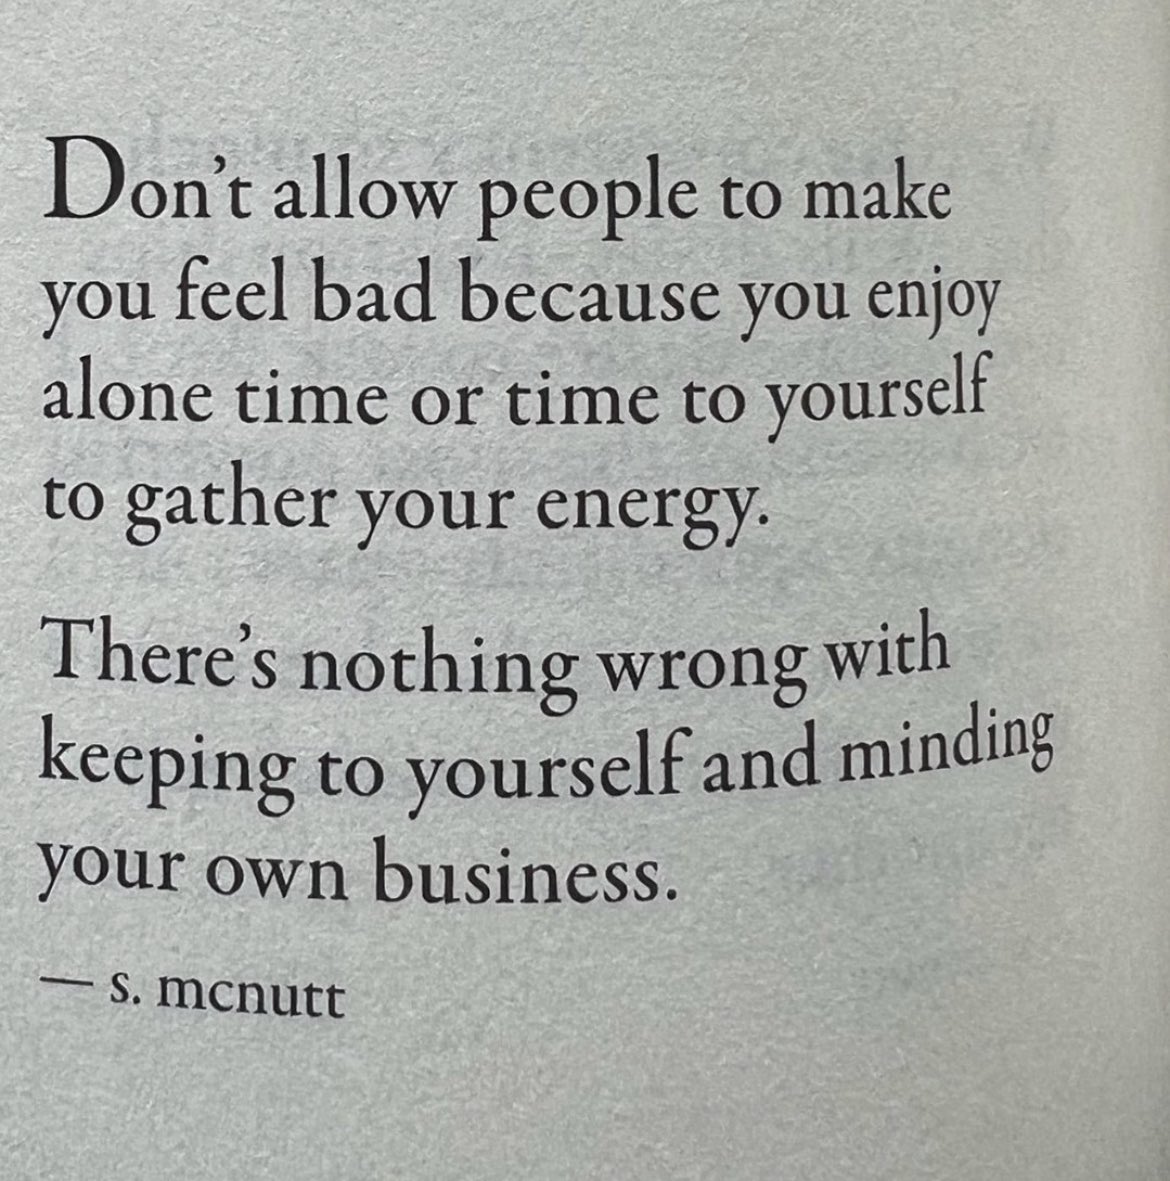 Don’t allow people to make
you feel bad because you enjoy
alone time or time to yourself
to gather your energy.
There’s nothing wrong with
keeping to yourself and minding
your own business.
— s. mcnutt